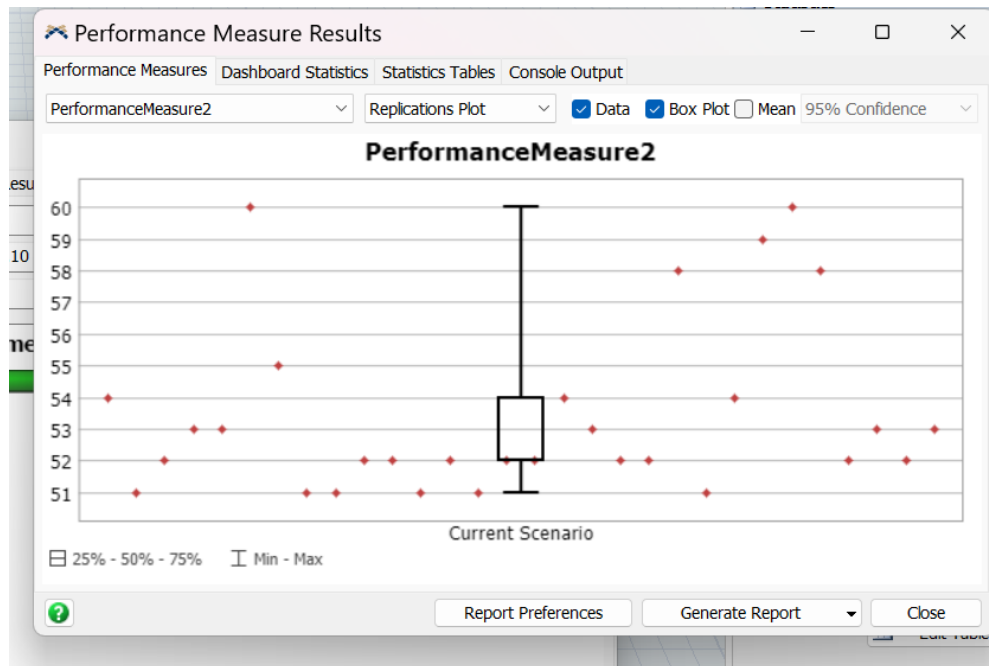 Performance Measure Results
Performance Measures Dashboard Statistics Statistics Tables Console Output
PerformanceMeasure2 Replications Plot Data Box Plot Mean 95% Confidence
PerformanceMeasure2
60
59
10
58
57
56
55
54
53
52
51
Current Scenario
25% - 50% - 75% Min - Max
? Report Preferences Generate Report Close